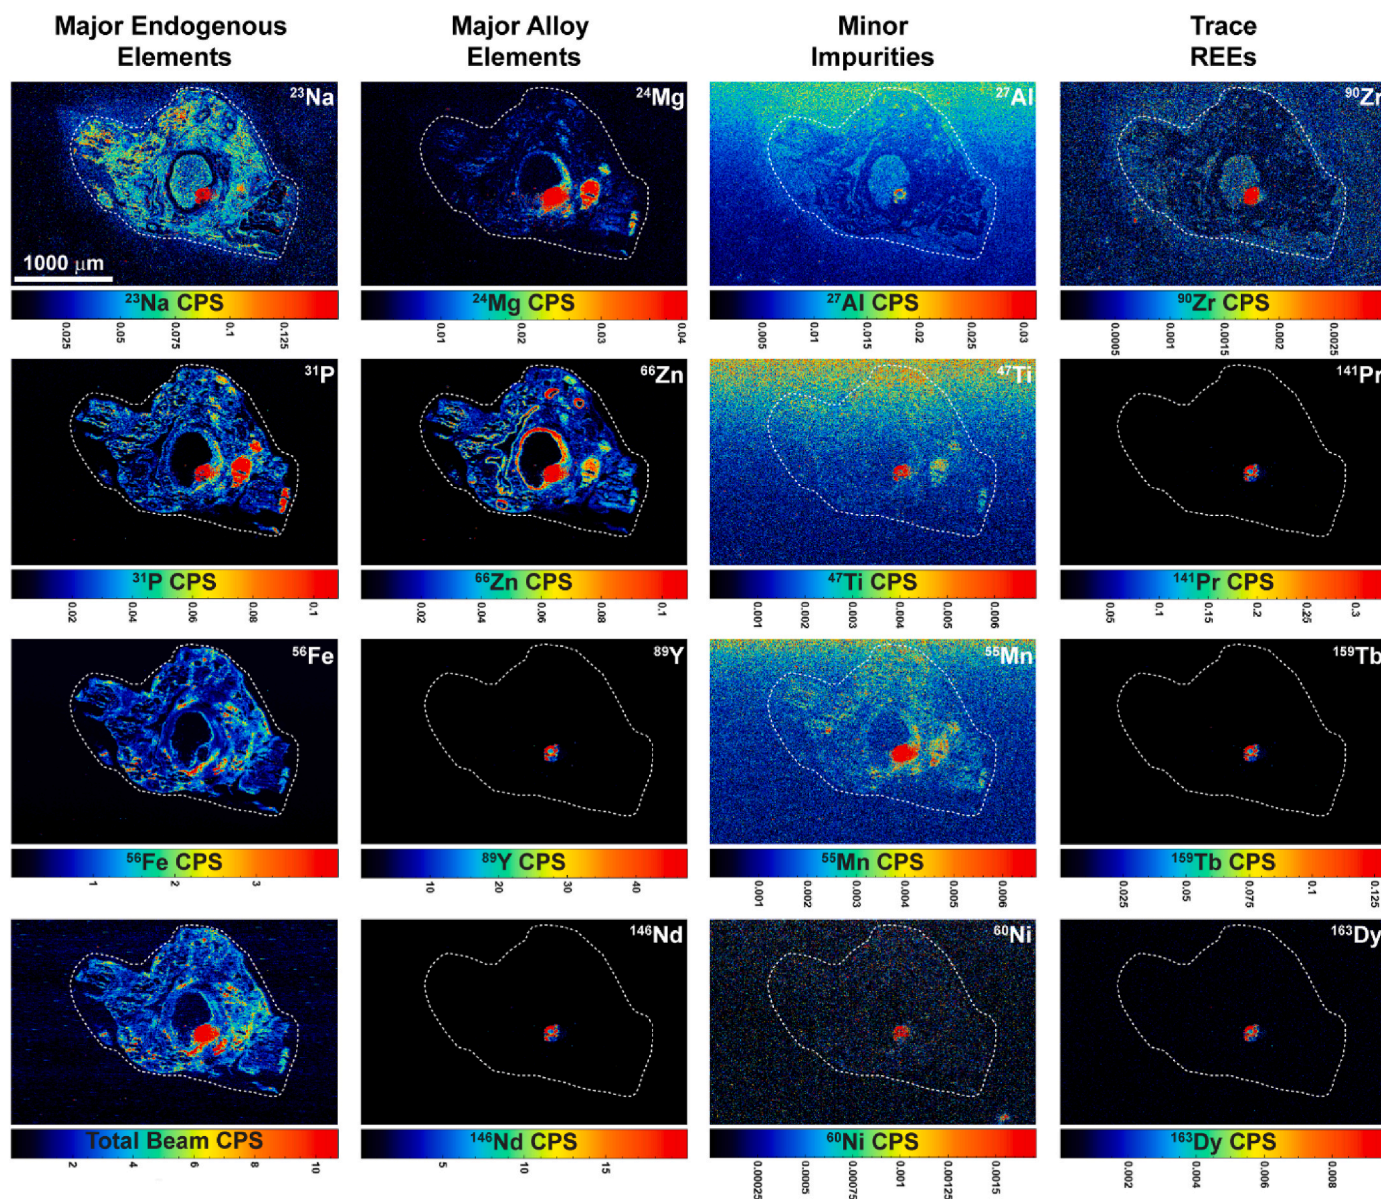 Major Endogenous
Elements
Major Alloy
Elements
Minor
Impurities
Trace
REEs
²³Na
²⁴Mg
²⁷Al
⁹⁰Zr
1000 μm
²³Na CPS
²⁴Mg CPS
²⁷Al CPS
⁹⁰Zr CPS
0.025 0.05 0.075 0.1 0.125
0.01 0.02 0.03 0.04
0.005 0.01 0.015 0.02 0.025 0.03
0.0005 0.001 0.0015 0.002 0.0025
³¹P
⁶⁶Zn
⁴⁷Ti
¹⁴¹Pr
³¹P CPS
⁶⁶Zn CPS
⁴⁷Ti CPS
¹⁴¹Pr CPS
0.02 0.04 0.06 0.08 0.1
0.02 0.04 0.06 0.08 0.1
0.001 0.002 0.003 0.004 0.005 0.006
0.05 0.1 0.15 0.2 0.25 0.3
⁵⁶Fe
⁸⁹Y
⁵⁵Mn
¹⁵⁹Tb
⁵⁶Fe CPS
⁸⁹Y CPS
⁵⁵Mn CPS
¹⁵⁹Tb CPS
1 2 3
10 20 30 40
0.001 0.002 0.003 0.004 0.005 0.006
0.025 0.05 0.075 0.1 0.125
¹⁴⁶Nd
⁶⁰Ni
¹⁶³Dy
Total Beam CPS
¹⁴⁶Nd CPS
⁶⁰Ni CPS
¹⁶³Dy CPS
2 4 6 8 10
5 10 15
0.00025 0.0005 0.00075 0.001 0.00125 0.0015
0.002 0.004 0.006 0.008